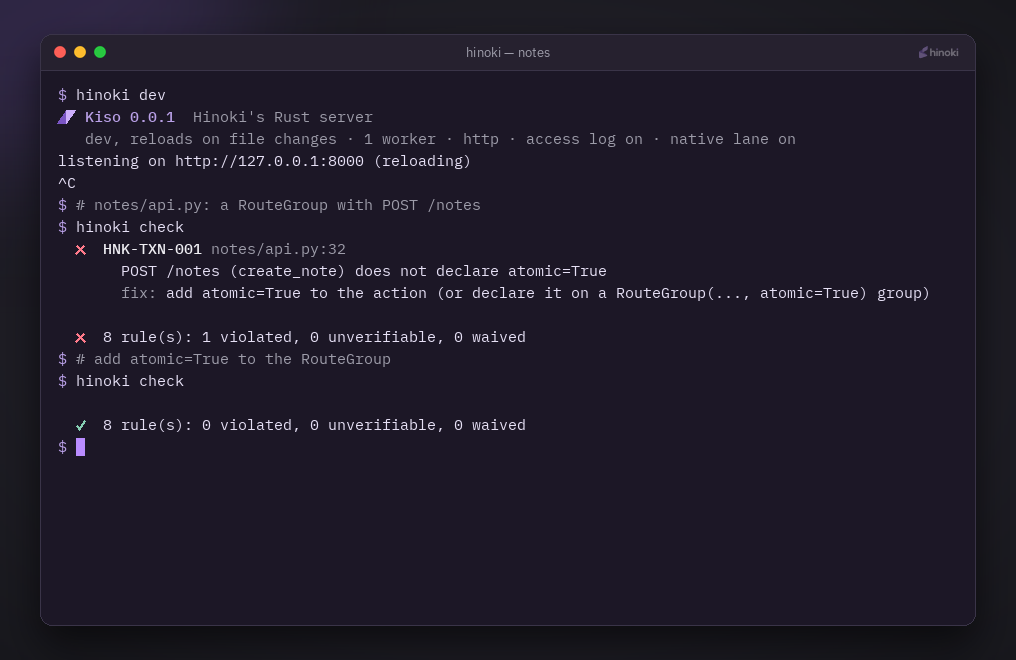 hinoki — notes
hinoki
$ hinoki dev
Kiso 0.0.1  Hinoki's Rust server
dev, reloads on file changes · 1 worker · http · access log on · native lane on
listening on http://127.0.0.1:8000 (reloading)
^C
$ # notes/api.py: a RouteGroup with POST /notes
$ hinoki check
✗ HNK-TXN-001 notes/api.py:32
POST /notes (create_note) does not declare atomic=True
fix: add atomic=True to the action (or declare it on a RouteGroup(..., atomic=True) group)
✗ 8 rule(s): 1 violated, 0 unverifiable, 0 waived
$ # add atomic=True to the RouteGroup
$ hinoki check
✓ 8 rule(s): 0 violated, 0 unverifiable, 0 waived
$